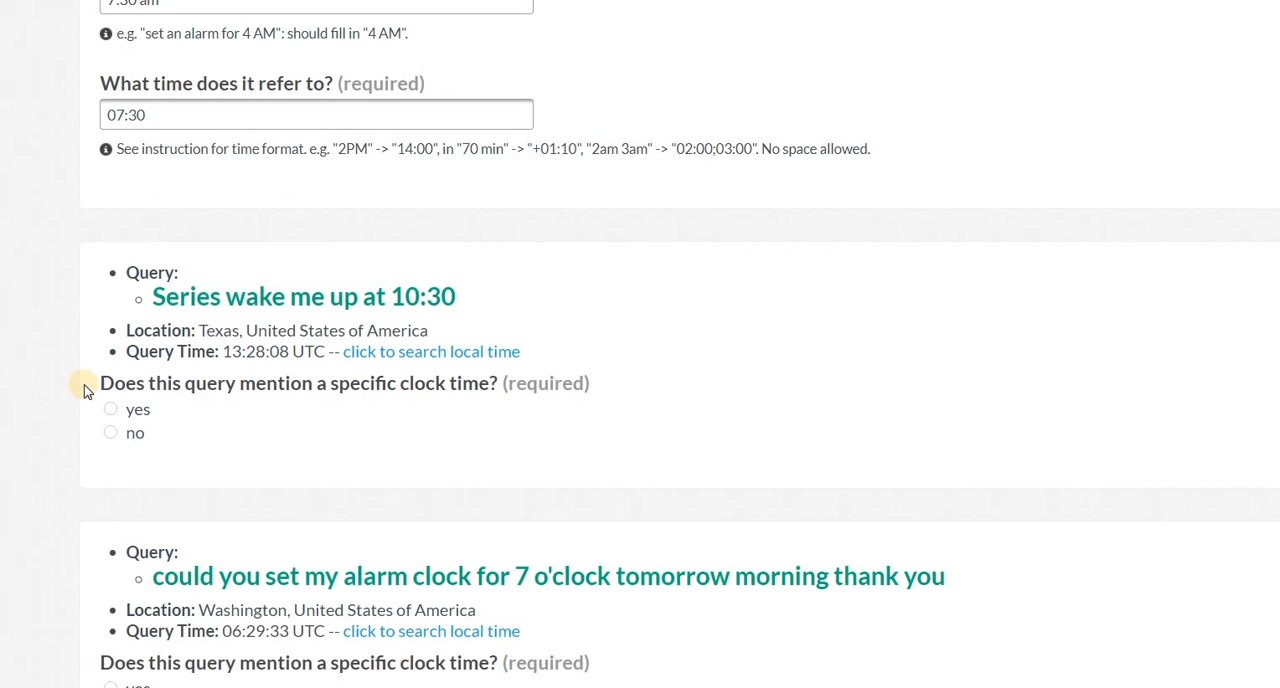 7:30 am
e.g. "set an alarm for 4 AM": should fill in "4 AM".
What time does it refer to? (required)
07:30
See instruction for time format. e.g. "2PM" -> "14:00", in "70 min" -> "+01:10", "2am 3am" -> "02:00;03:00". No space allowed.
Query:
Series wake me up at 10:30
Location: Texas, United States of America
Query Time: 13:28:08 UTC -- click to search local time
Does this query mention a specific clock time? (required)
yes
no
Query:
could you set my alarm clock for 7 o'clock tomorrow morning thank you
Location: Washington, United States of America
Query Time: 06:29:33 UTC -- click to search local time
Does this query mention a specific clock time? (required)
yes